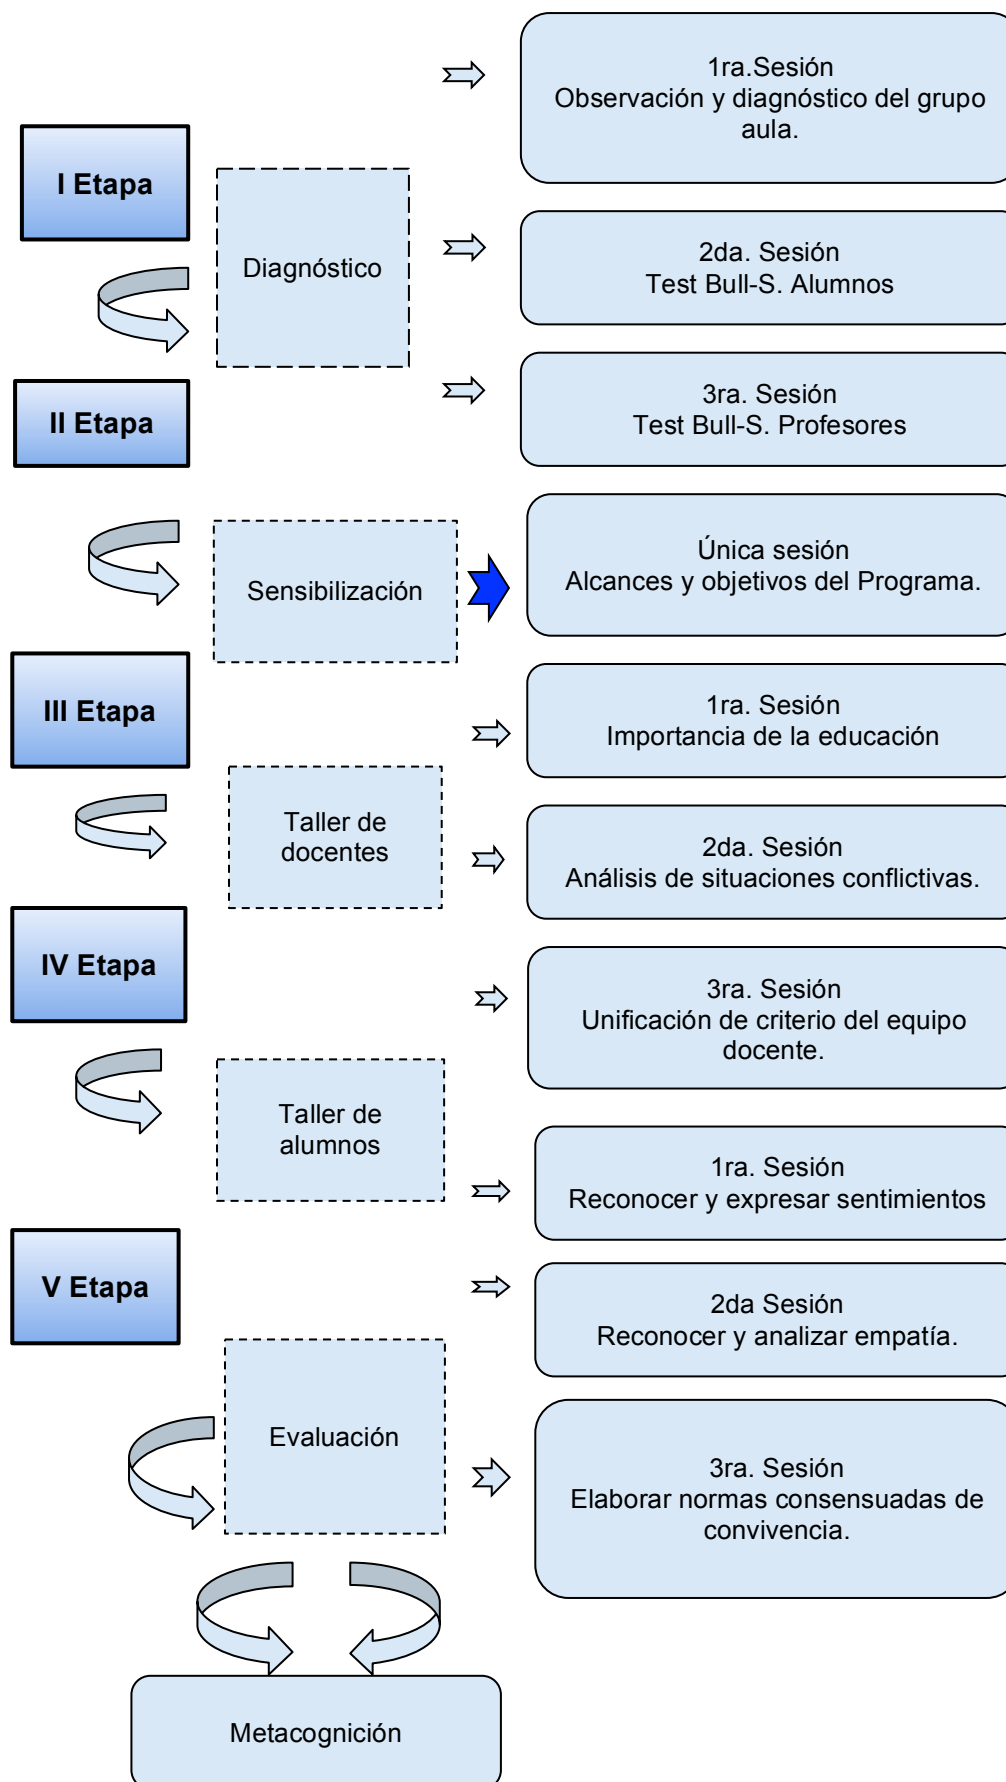 1ra.Sesión
Observación y diagnóstico del grupo
aula.
I Etapa
Diagnóstico
2da. Sesión
Test Bull-S. Alumnos
II Etapa
3ra. Sesión
Test Bull-S. Profesores
Sensibilización
Única sesión
Alcances y objetivos del Programa.
III Etapa
1ra. Sesión
Importancia de la educación
Taller de
docentes
2da. Sesión
Análisis de situaciones conflictivas.
IV Etapa
3ra. Sesión
Unificación de criterio del equipo
docente.
Taller de
alumnos
1ra. Sesión
Reconocer y expresar sentimientos
V Etapa
2da Sesión
Reconocer y analizar empatía.
Evaluación
3ra. Sesión
Elaborar normas consensuadas de
convivencia.
Metacognición